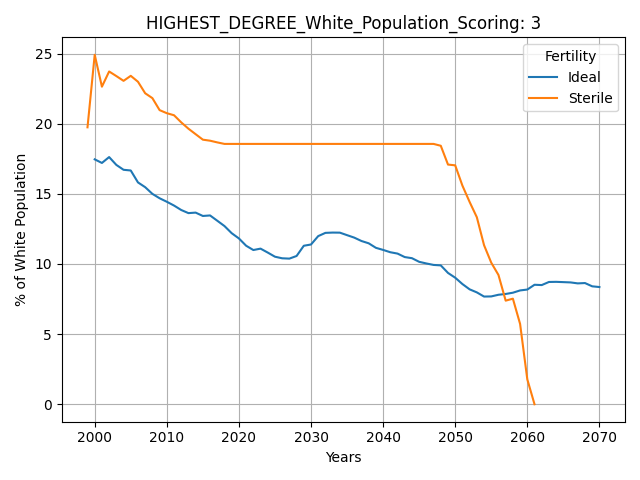 HIGHEST_DEGREE_White_Population_Scoring: 3
Fertility
Ideal
Sterile
% of White Population
25
20
15
10
5
0
2000 2010 2020 2030 2040 2050 2060 2070
Years